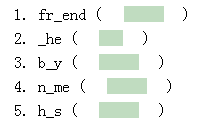 1. fr_end (      )
2. _he (      )
3. b_y (      )
4. n_me (      )
5. h_s (      )